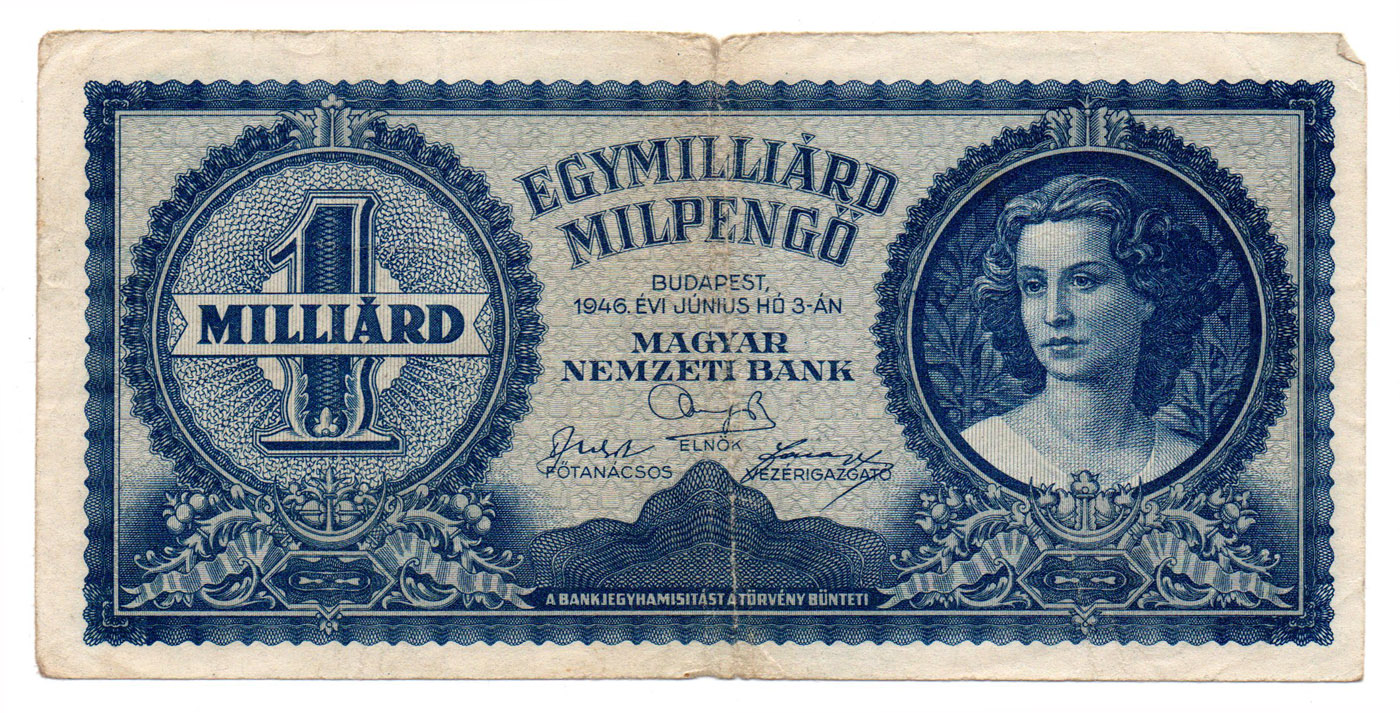 EGYMILLIÁRD
MILPENGŐ
BUDAPEST,
1946. ÉVI JÚNIUS HÓ 3-ÁN
MAGYAR
NEMZETI BANK
ELNÖK
FŐTANÁCSOS
VEZÉRIGAZGATÓ
1
MILLIÁRD
A BANKJEGYHAMISITÁST A TÖRVÉNY BÜNTETI